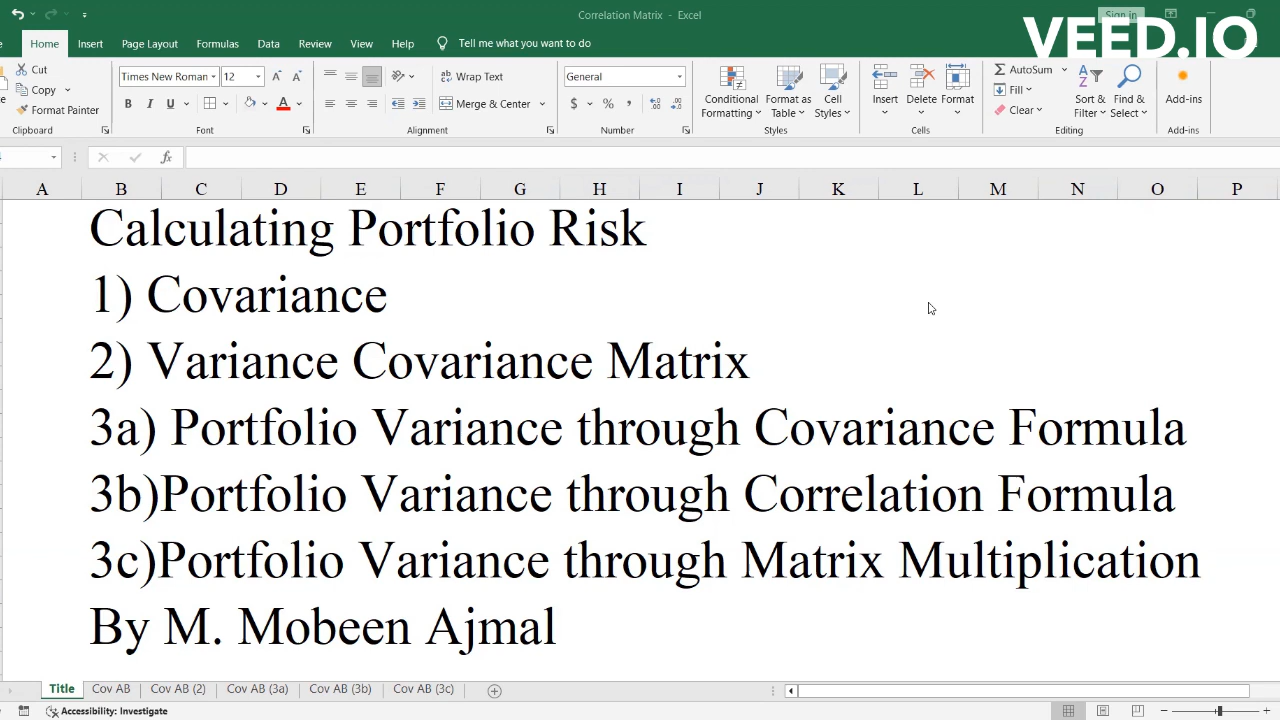 Correlation Matrix - Excel
Sign in
VEED.IO
Home Insert Page Layout Formulas Data Review View Help Tell me what you want to do
Cut
Copy
Format Painter
Clipboard
Times New Roman 12
B I U A
Font
Wrap Text
Merge & Center
Alignment
General
$ % ,
Number
Conditional Formatting
Format as Table
Cell Styles
Styles
Insert
Delete
Format
Cells
AutoSum
Fill
Clear
Sort & Filter
Find & Select
Editing
Add-ins
Add-ins
fx
A B C D E F G H I J K L M N O P
Calculating Portfolio Risk
1) Covariance
2) Variance Covariance Matrix
3a) Portfolio Variance through Covariance Formula
3b)Portfolio Variance through Correlation Formula
3c)Portfolio Variance through Matrix Multiplication
By M. Mobeen Ajmal
Title Cov AB Cov AB (2) Cov AB (3a) Cov AB (3b) Cov AB (3c)
Accessibility: Investigate